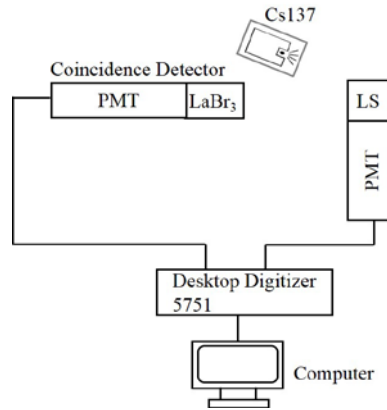 Cs137
Coincidence Detector
PMT LaBr₃
LS
PMT
Desktop Digitizer
5751
Computer